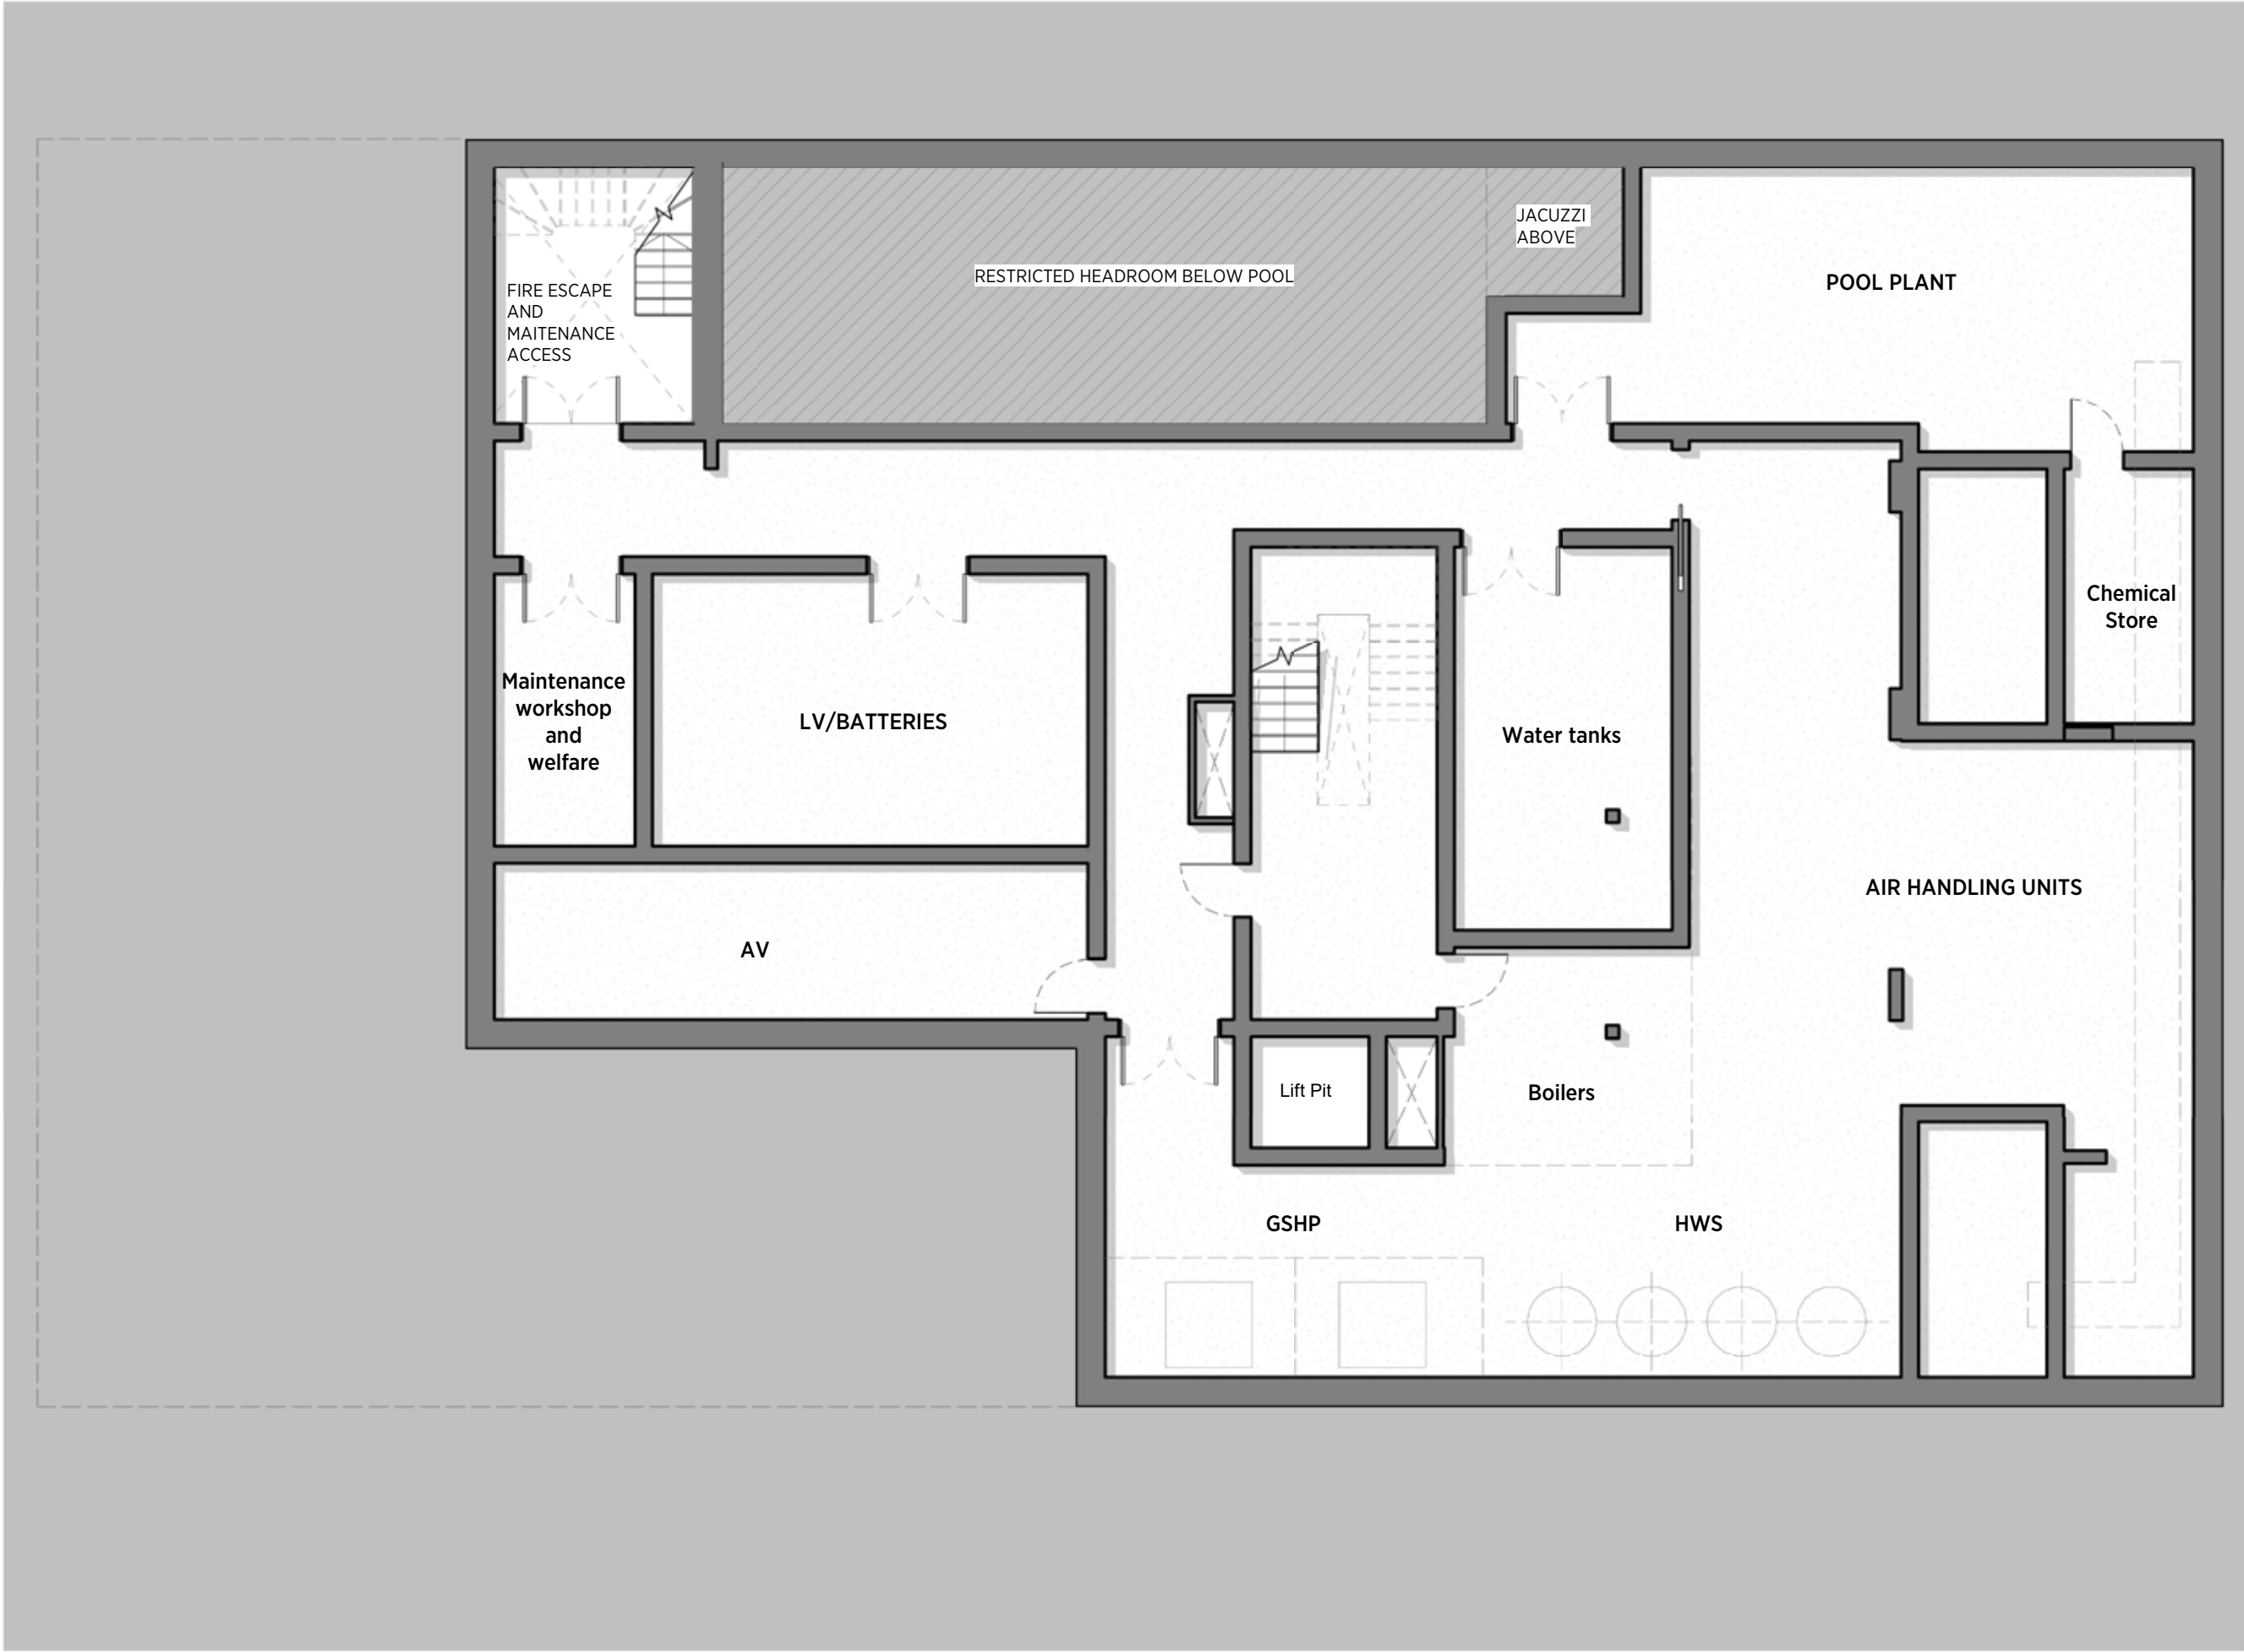 JACUZZI
ABOVE
RESTRICTED HEADROOM BELOW POOL
POOL PLANT
FIRE ESCAPE
AND
MAITENANCE
ACCESS
Chemical
Store
Maintenance
workshop
and
welfare
LV/BATTERIES
Water tanks
AIR HANDLING UNITS
AV
Lift Pit
Boilers
GSHP
HWS